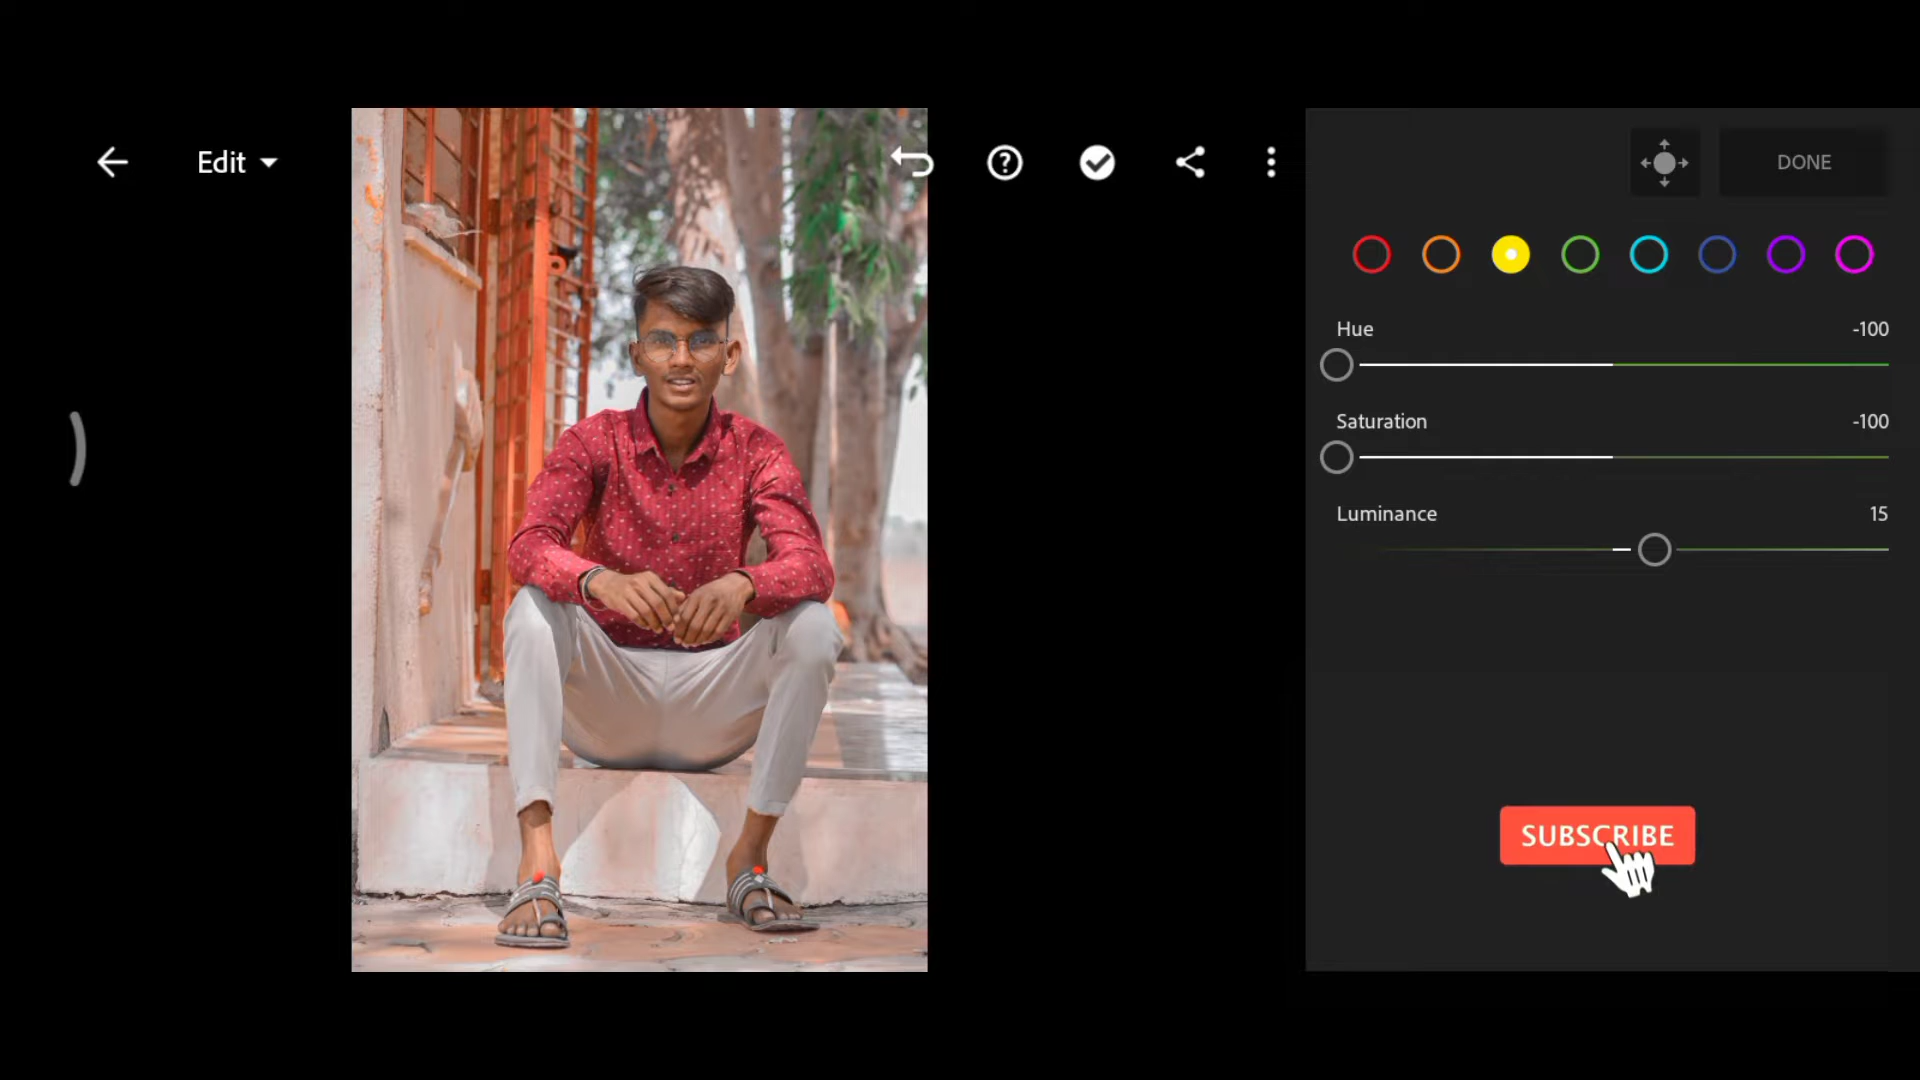 Edit
DONE
Hue -100
Saturation -100
Luminance 15
SUBSCRIBE